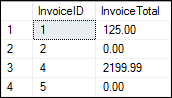 InvoiceID InvoiceTotal
1 1 125.00
2 2 0.00
3 4 2199.99
4 5 0.00